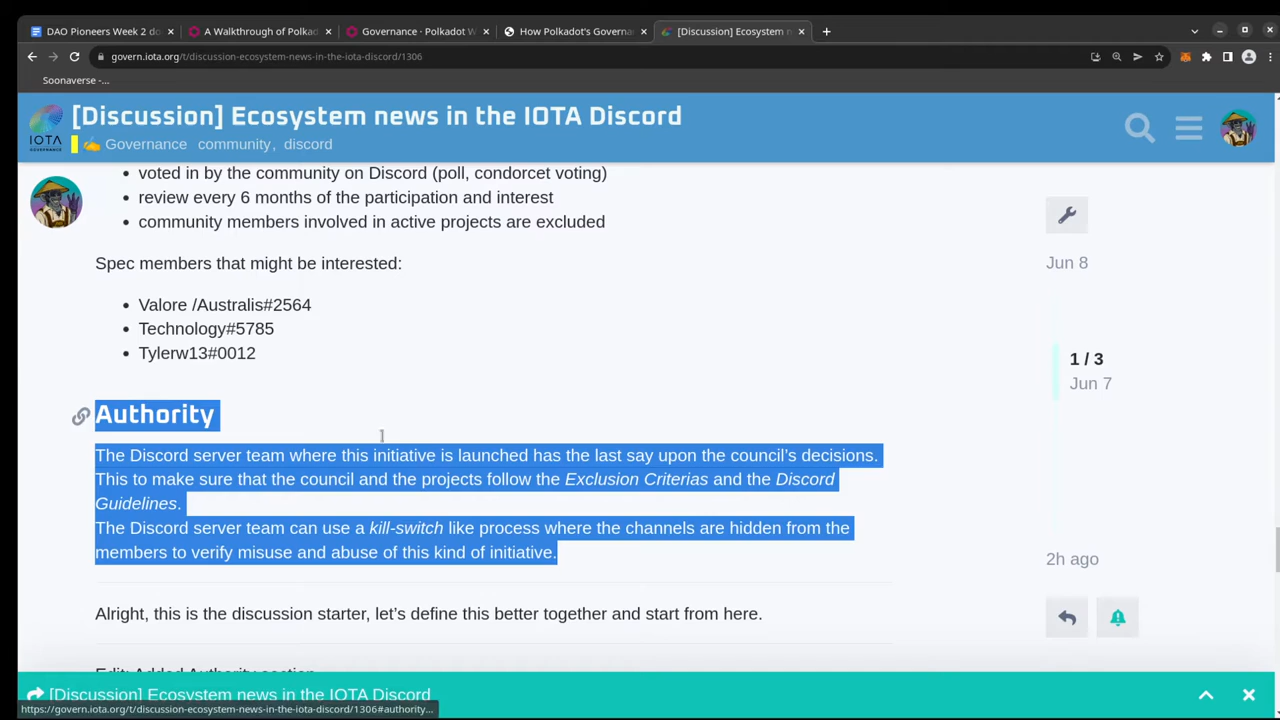 DAO Pioneers Week 2 do
A Walkthrough of Polkad
Governance · Polkadot W
How Polkadot's Governa
[Discussion] Ecosystem n
govern.iota.org/t/discussion-ecosystem-news-in-the-iota-discord/1306
Soonaverse -...
[Discussion] Ecosystem news in the IOTA Discord
IOTA
GOVERNANCE
Governance community, discord
voted in by the community on Discord (poll, condorcet voting)
review every 6 months of the participation and interest
community members involved in active projects are excluded
Spec members that might be interested:
Jun 8
Valore /Australis#2564
Technology#5785
Tylerw13#0012
1 / 3
Jun 7
Authority
The Discord server team where this initiative is launched has the last say upon the council's decisions.
This to make sure that the council and the projects follow the Exclusion Criterias and the Discord
Guidelines.
The Discord server team can use a kill-switch like process where the channels are hidden from the
members to verify misuse and abuse of this kind of initiative.
2h ago
Alright, this is the discussion starter, let's define this better together and start from here.
Edit: Added Authority section
[Discussion] Ecosystem news in the IOTA Discord
https://govern.iota.org/t/discussion-ecosystem-news-in-the-iota-discord/1306#authority...